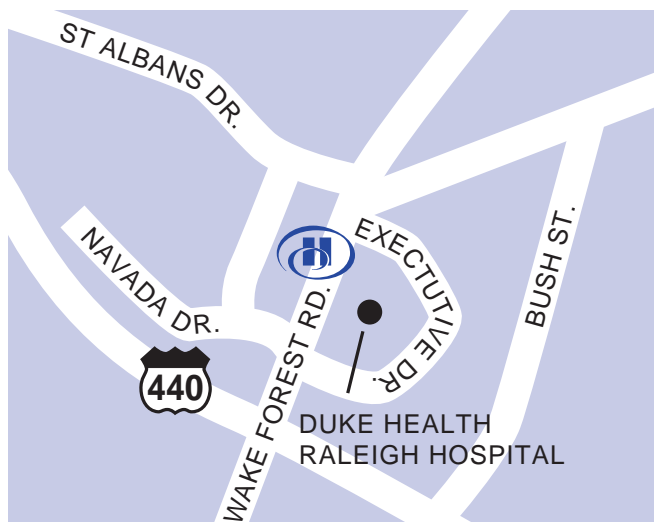 ST ALBANS DR.
EXECTUTIVE DR.
BUSH ST.
NAVADA DR.
WAKE FOREST RD.
H
440
DUKE HEALTH
RALEIGH HOSPITAL